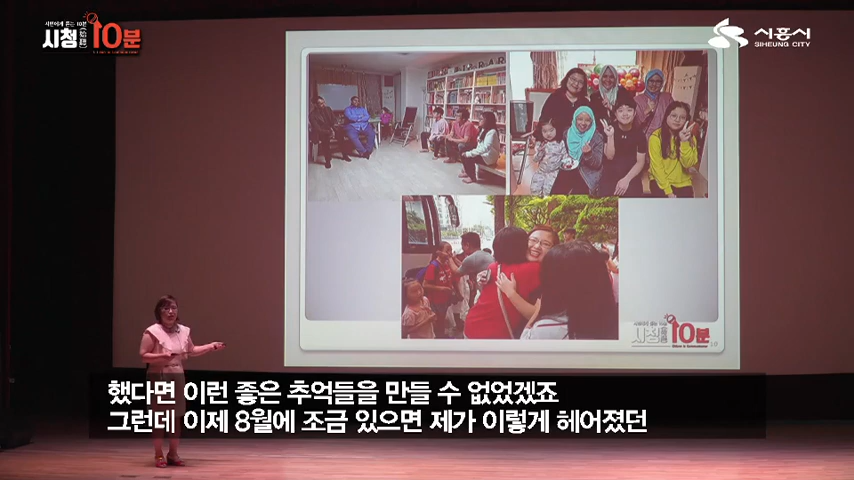 시청 10분
시흥시
SIHEUNG CITY
시청 10분
했다면 이런 좋은 추억들을 만들 수 없었겠죠
그런데 이제 8월에 조금 있으면 제가 이렇게 헤어졌던